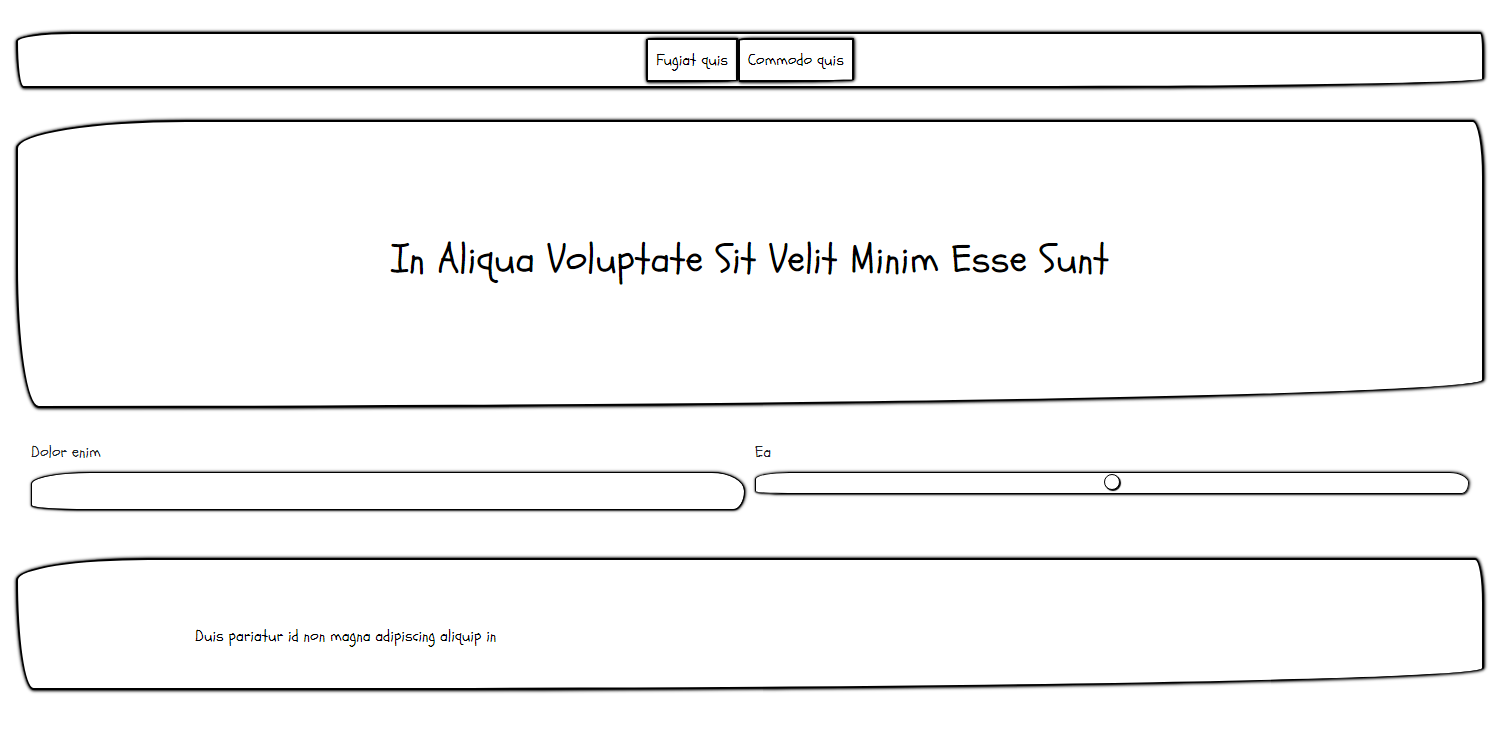 Fugiat quis
Commodo quis
In Aliqua Voluptate Sit Velit Minim Esse Sunt
Dolor enim
Ea
Duis pariatur id non magna adipiscing aliquip in